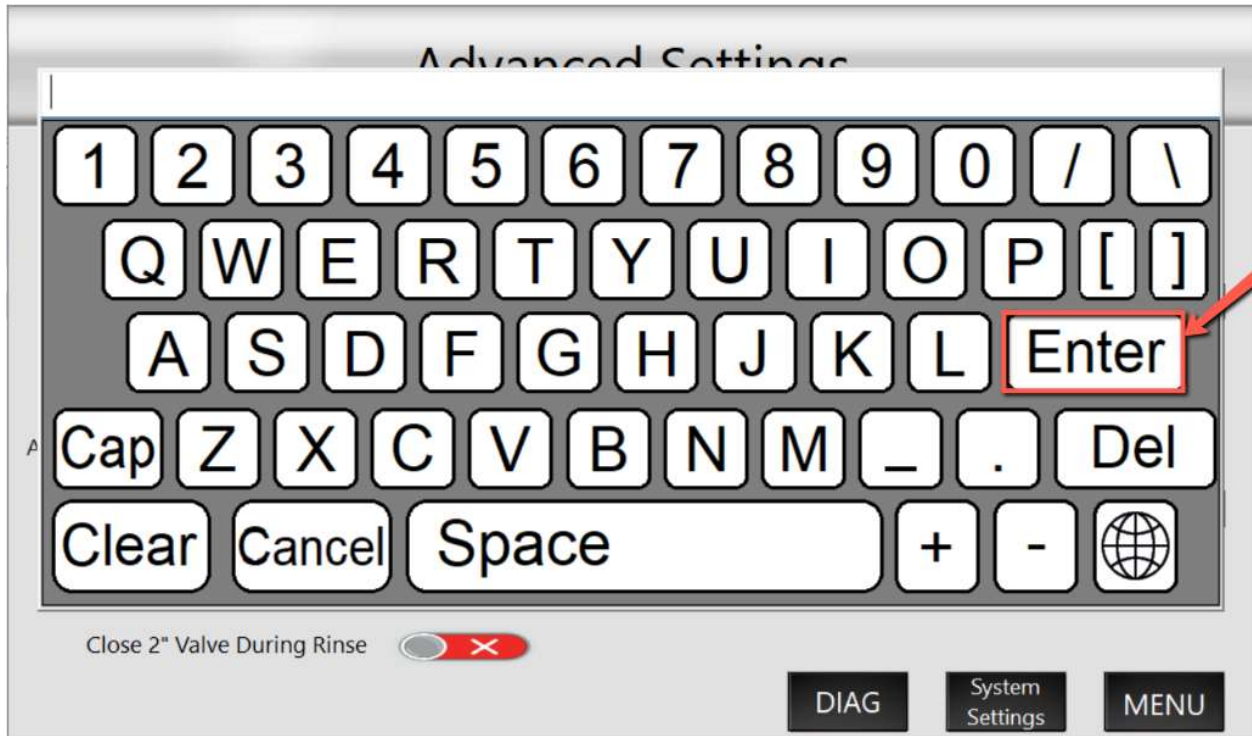 Advanced Settings
1 2 3 4 5 6 7 8 9 0 / \
Q W E R T Y U I O P [ ]
A S D F G H J K L Enter
A
Cap Z X C V B N M _ . Del
Clear Cancel Space + -
Close 2" Valve During Rinse
DIAG
System
Settings
MENU